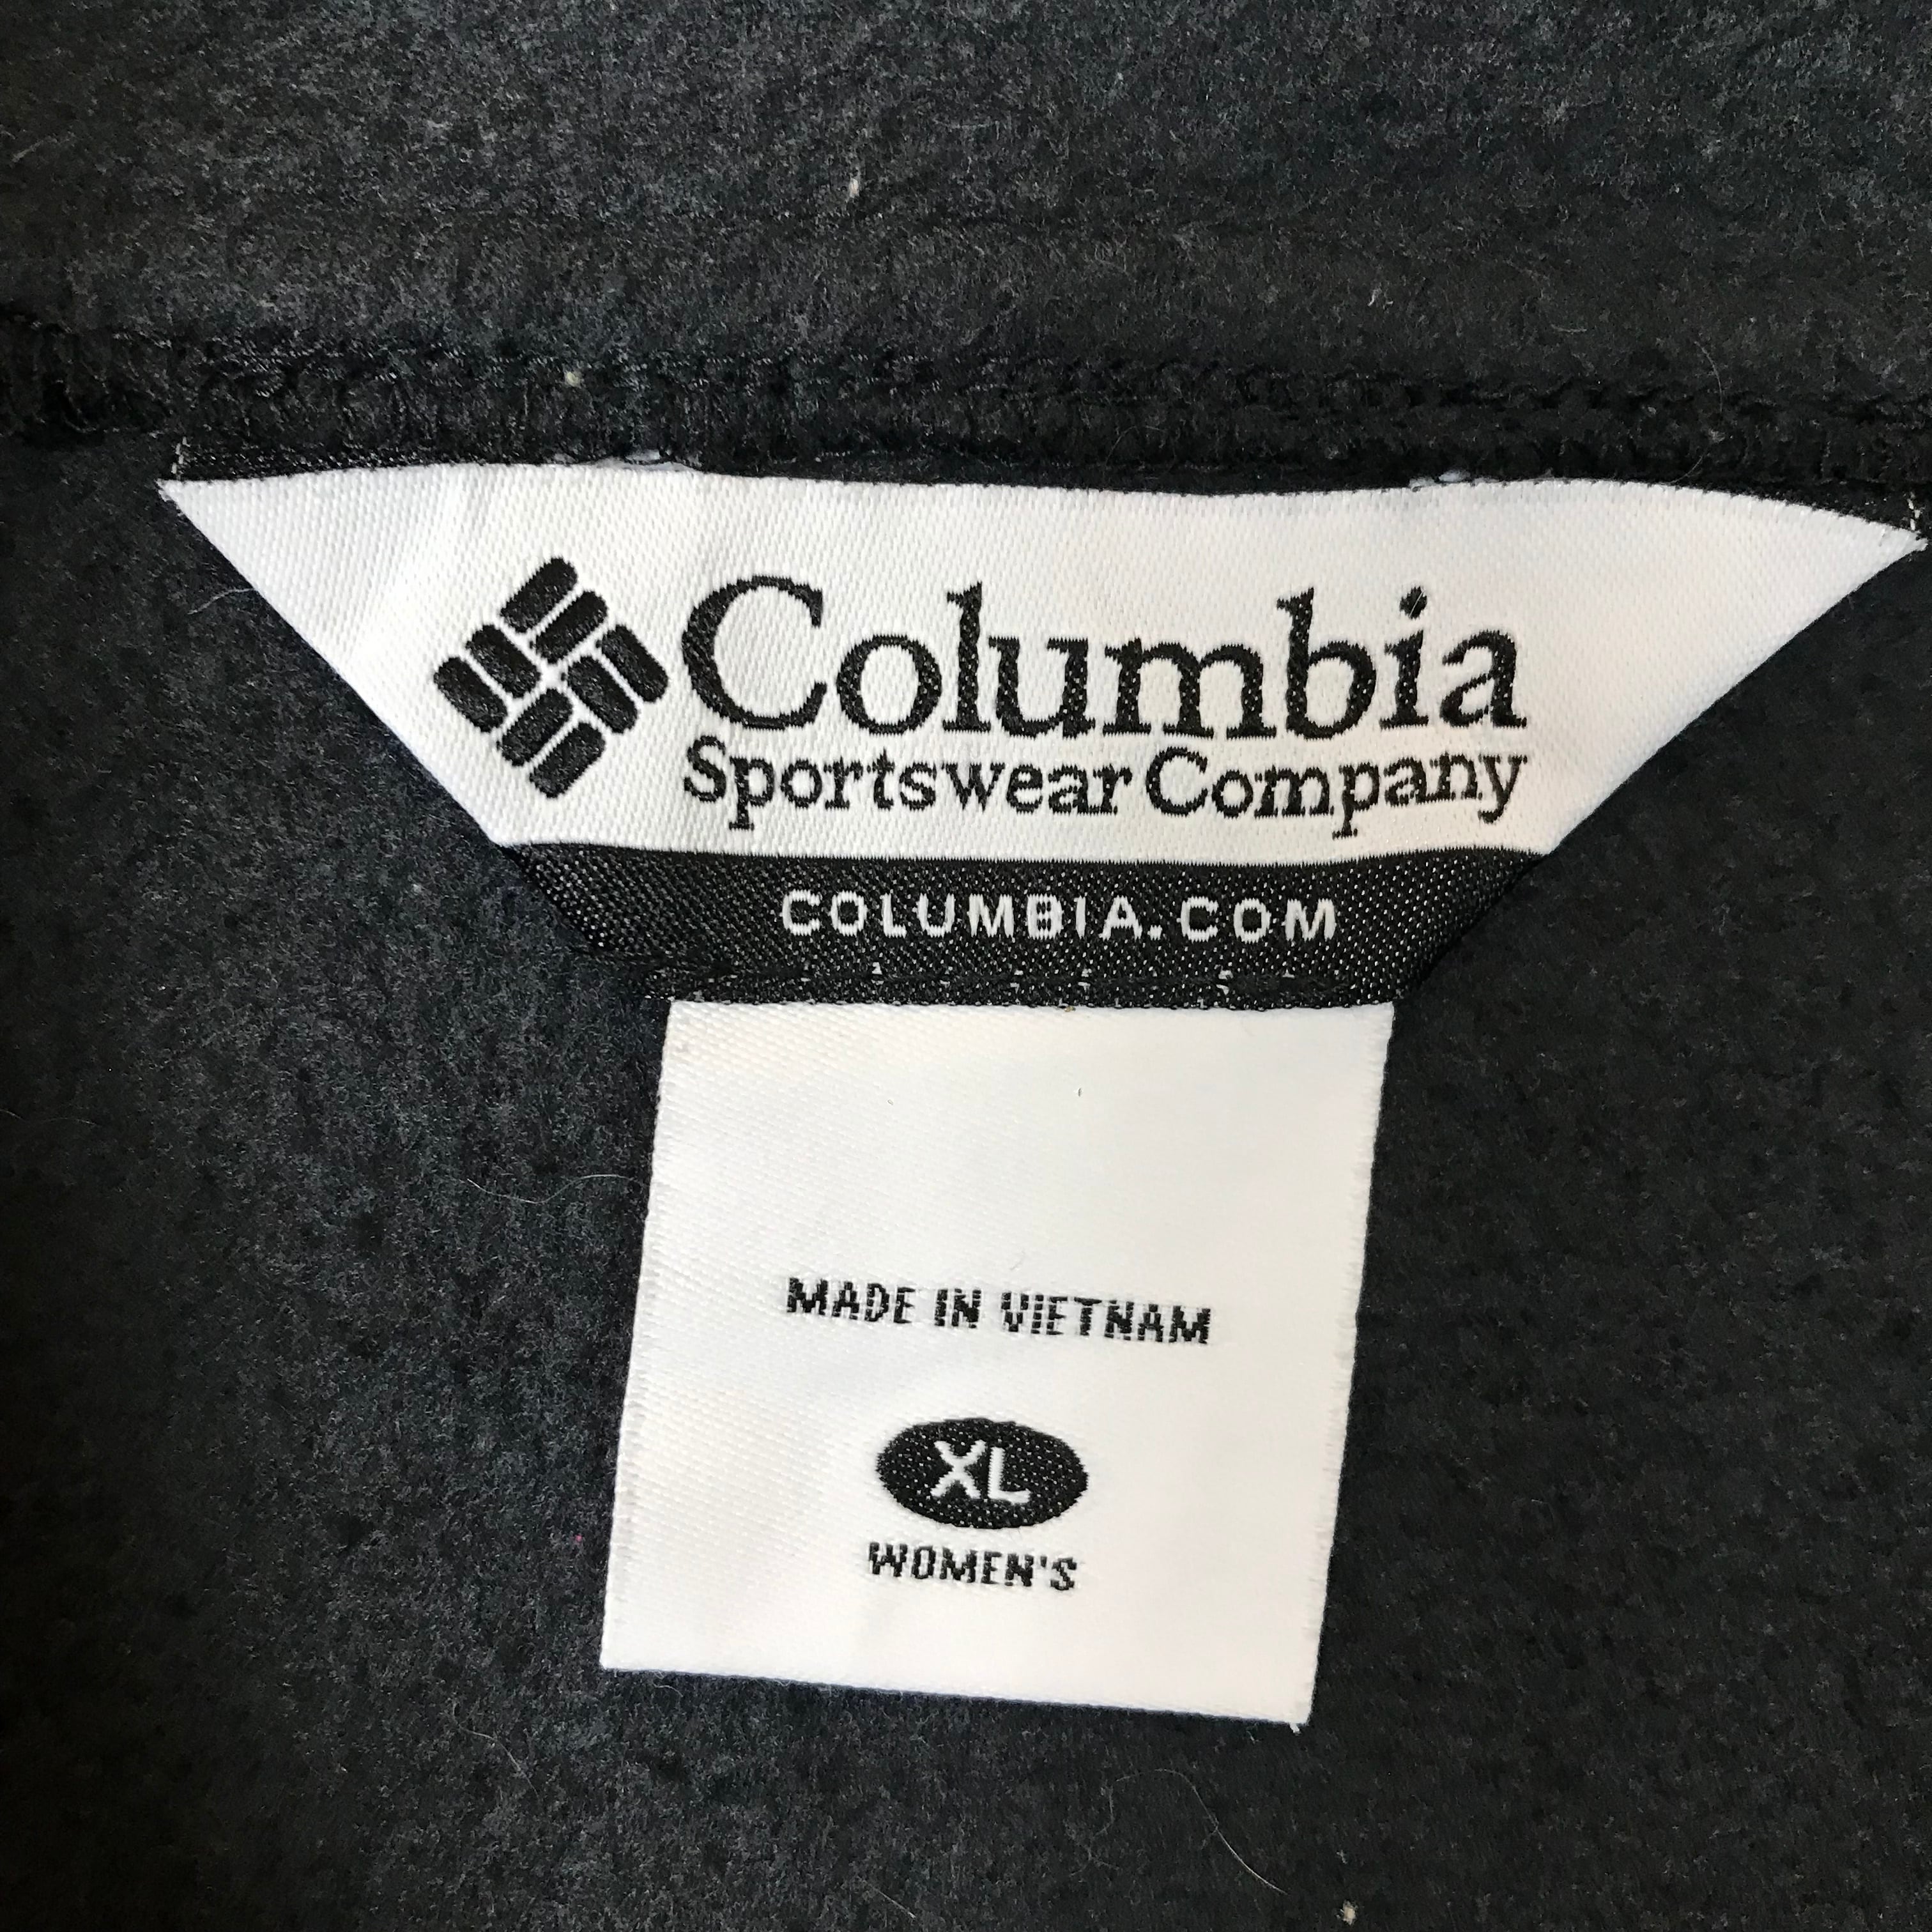 Columbia
Sportswear Company
COLUMBIA.COM
MADE IN VIETNAM
XL
WOMEN'S